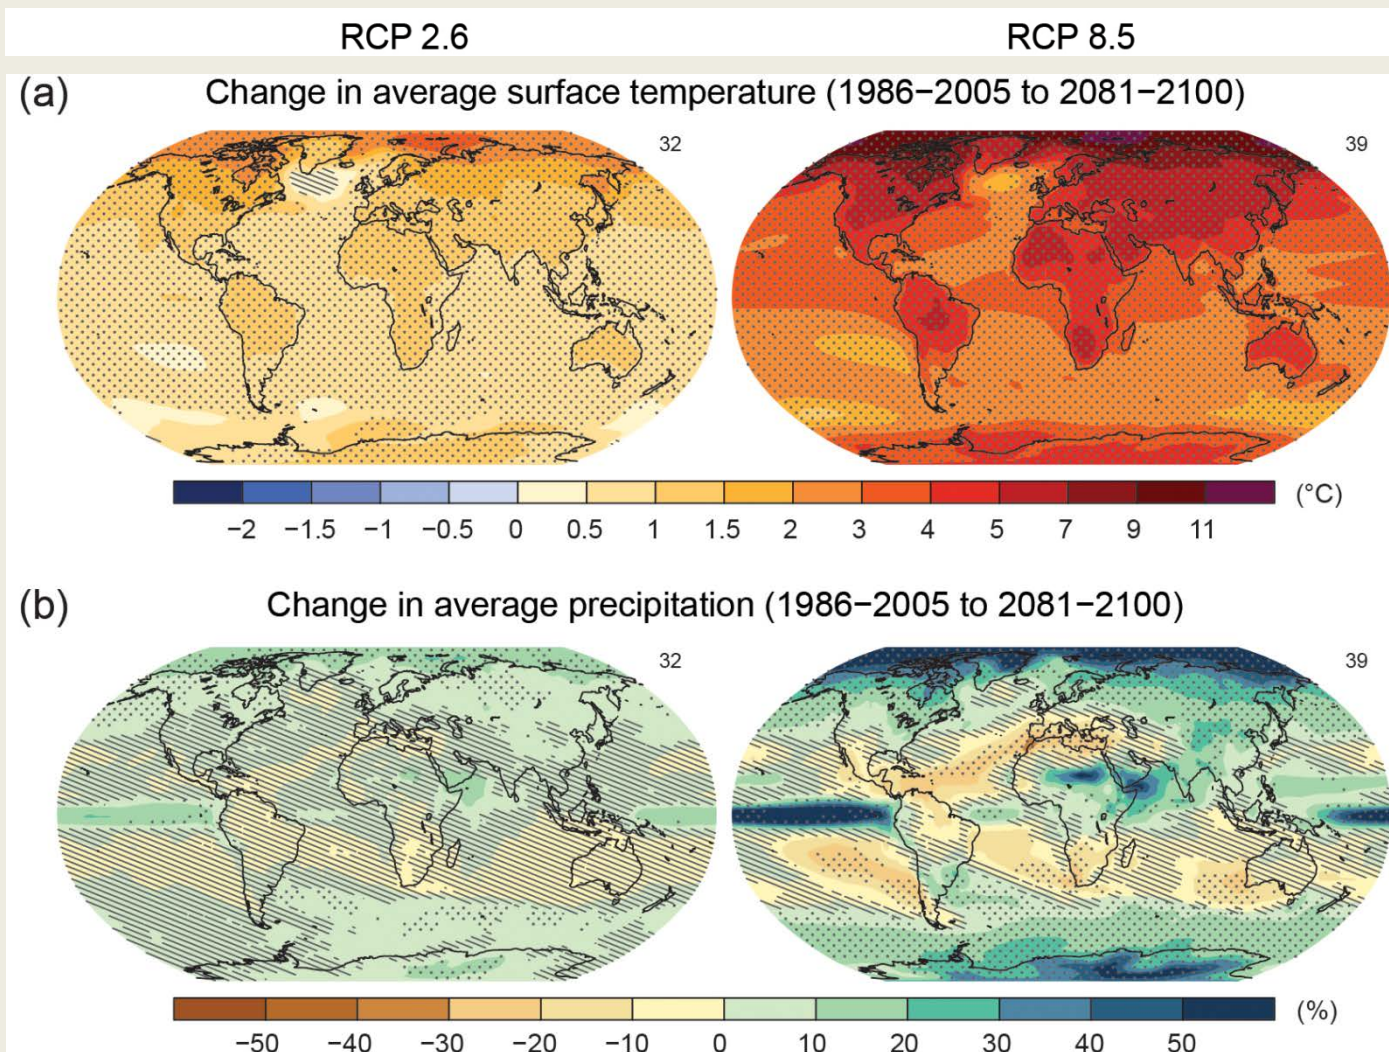 RCP 2.6 RCP 8.5
(a) Change in average surface temperature (1986−2005 to 2081−2100)
32 39
(°C)
−2 −1.5 −1 −0.5 0 0.5 1 1.5 2 3 4 5 7 9 11
(b) Change in average precipitation (1986−2005 to 2081−2100)
32 39
(%)
−50 −40 −30 −20 −10 0 10 20 30 40 50